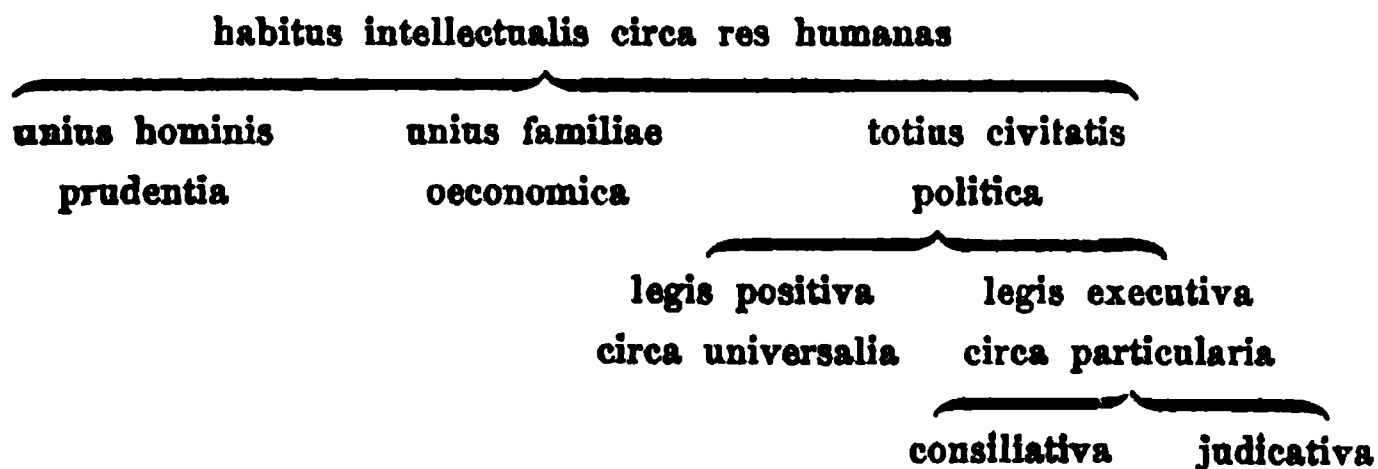 habitus intellectualis circa res humanas
unius hominis unius familiae totius civitatis
prudentia oeconomica politica
legis positiva legis executiva
circa universalia circa particularia
consiliativa judicativa